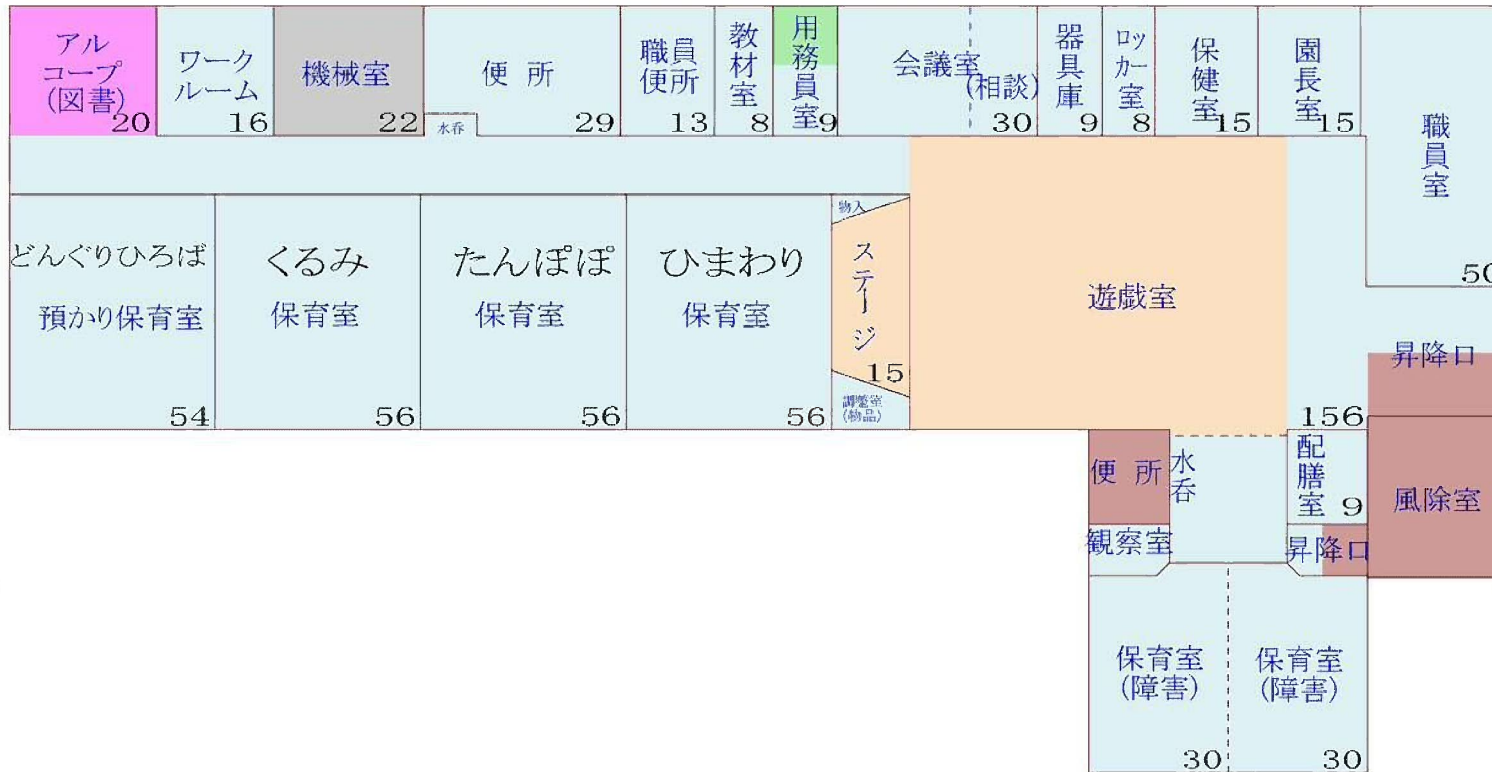 アル
コープ
(図書)
20
ワーク
ルーム
16
機械室
22
便所
29
水呑
職員
便所
13
教材室
8
用務員室
9
会議室
(相談)
30
器具庫
9
ロッカー室
8
保健室
15
園長室
15
職員室
50
どんぐりひろば
預かり保育室
54
くるみ
保育室
56
たんぽぽ
保育室
56
ひまわり
保育室
56
物入
ステージ
15
調整室
(物品)
遊戯室
156
昇降口
便所
水呑
配膳室
9
風除室
観察室
昇降口
保育室
(障害)
30
保育室
(障害)
30